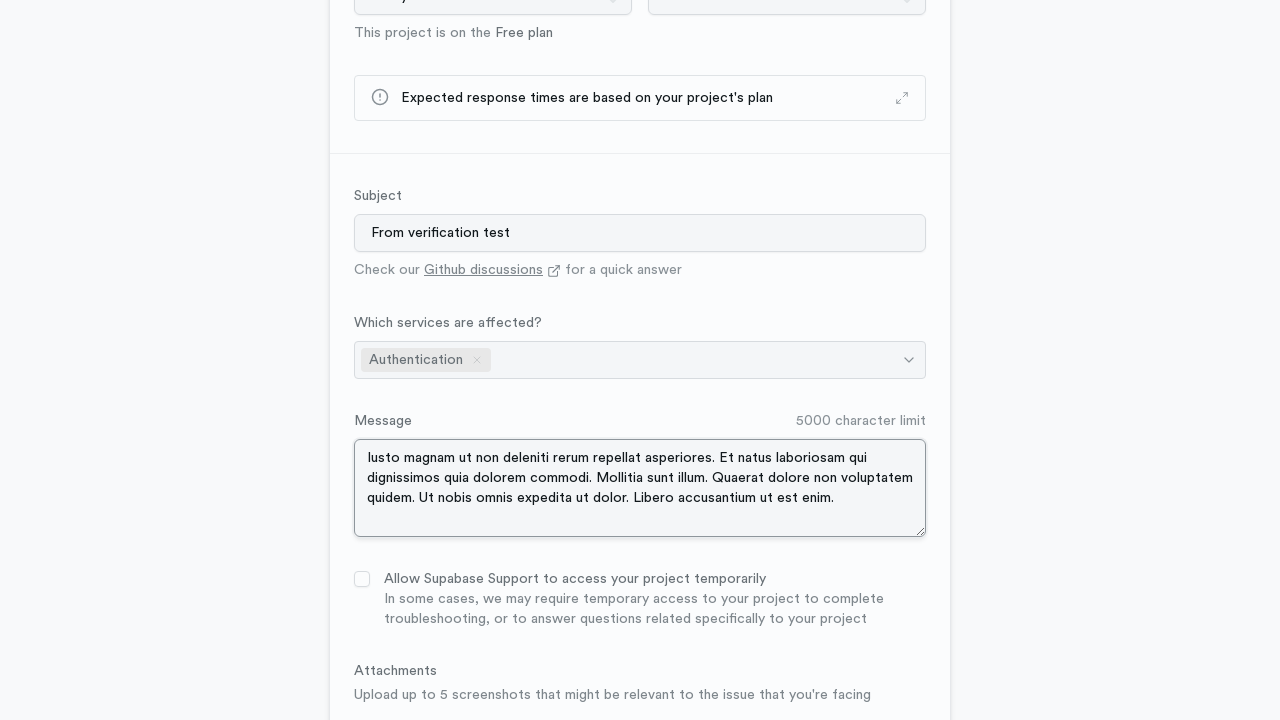 This project is on the Free plan
Expected response times are based on your project's plan
Subject
From verification test
Check our Github discussions for a quick answer
Which services are affected?
Authentication
Message
5000 character limit
Iusto magnam ut non deleniti rerum repellat asperiores. Et natus laboriosam qui
dignissimos quia dolorem commodi. Mollitia sunt illum. Quaerat dolore non voluptatem
quidem. Ut nobis omnis expedita ut dolor. Libero accusantium ut est enim.
Allow Supabase Support to access your project temporarily
In some cases, we may require temporary access to your project to complete
troubleshooting, or to answer questions related specifically to your project
Attachments
Upload up to 5 screenshots that might be relevant to the issue that you're facing